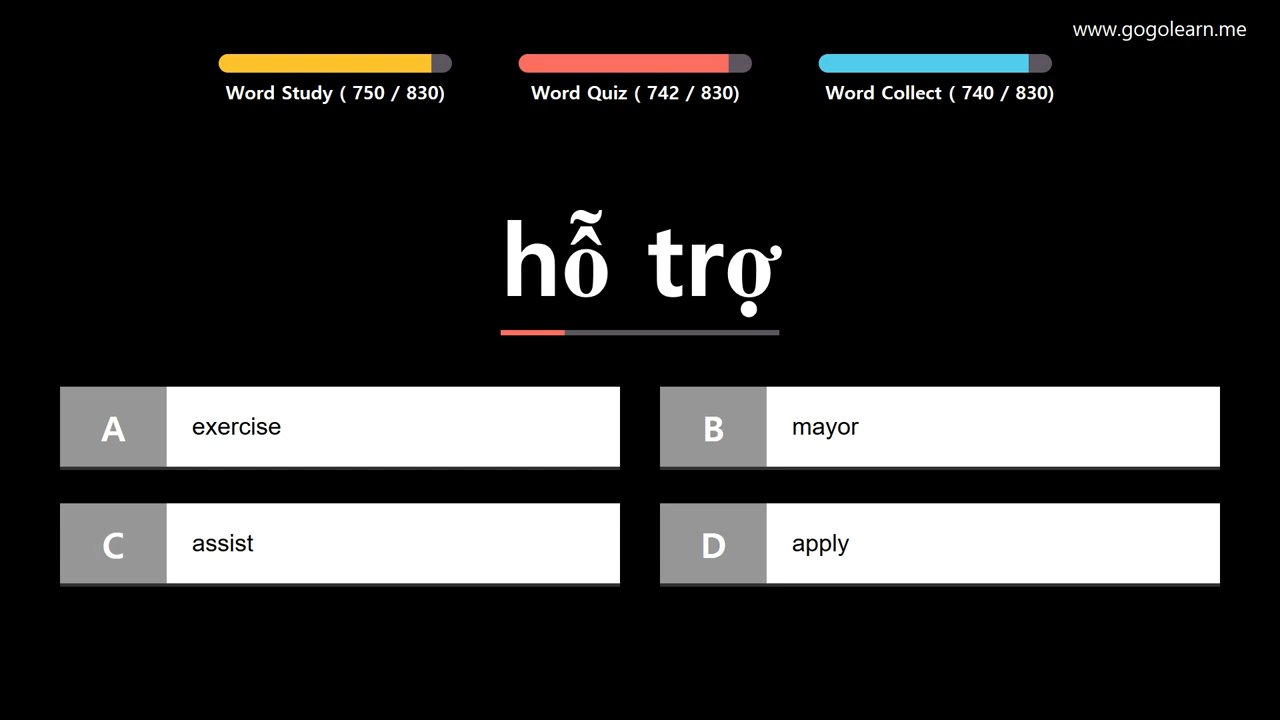 www.gogolearn.me
Word Study ( 750 / 830)
Word Quiz ( 742 / 830)
Word Collect ( 740 / 830)
hỗ trợ
A exercise
B mayor
C assist
D apply